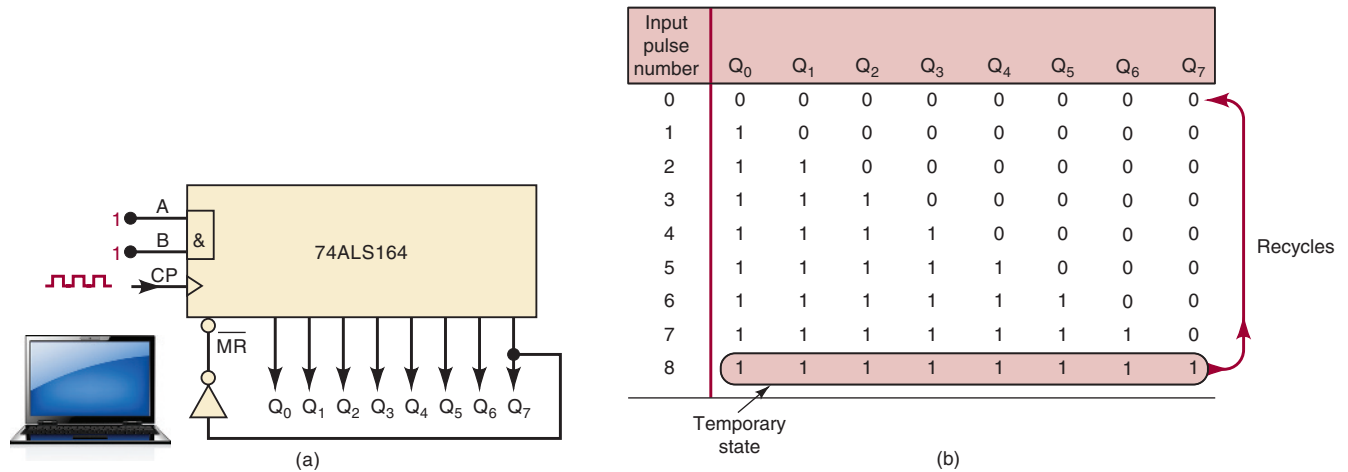 A
1
B
1
&
CP
74ALS164
MR
Q0 Q1 Q2 Q3 Q4 Q5 Q6 Q7
(a)
Input pulse number Q0 Q1 Q2 Q3 Q4 Q5 Q6 Q7
0 0 0 0 0 0 0 0 0
1 1 0 0 0 0 0 0 0
2 1 1 0 0 0 0 0 0
3 1 1 1 0 0 0 0 0
4 1 1 1 1 0 0 0 0
5 1 1 1 1 1 0 0 0
6 1 1 1 1 1 1 0 0
7 1 1 1 1 1 1 1 0
8 1 1 1 1 1 1 1 1
Recycles
Temporary
state
(b)